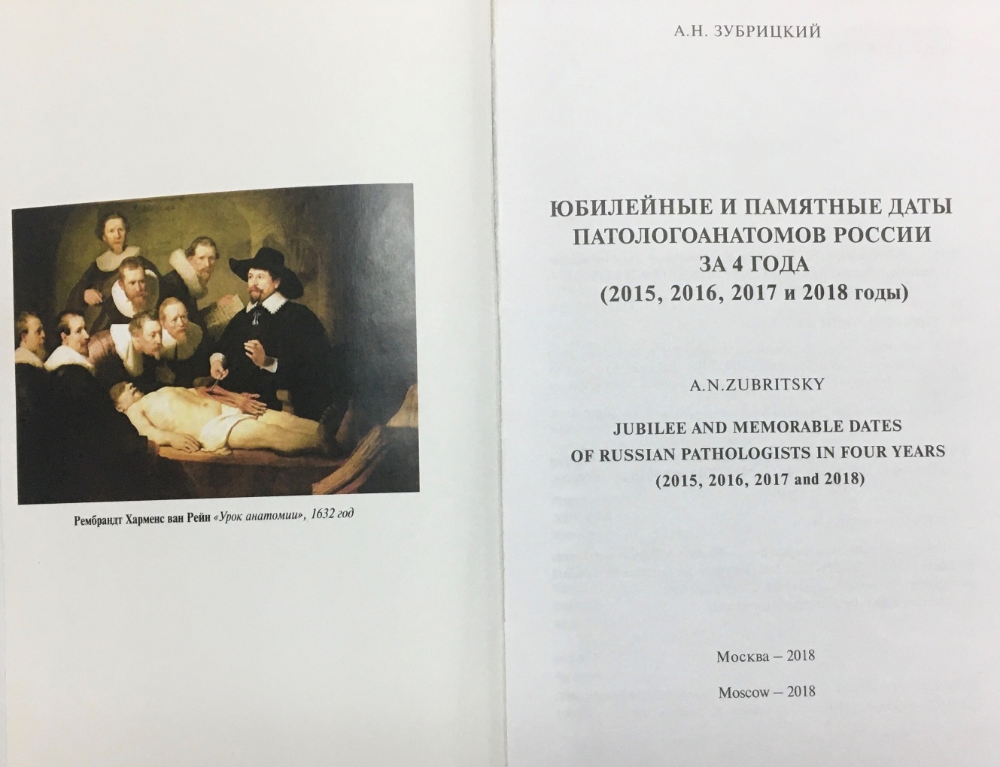 Рембрандт Харменс ван Рейн «Урок анатомии», 1632 год
А.Н. ЗУБРИЦКИЙ
ЮБИЛЕЙНЫЕ И ПАМЯТНЫЕ ДАТЫ
ПАТОЛОГОАНАТОМОВ РОССИИ
ЗА 4 ГОДА
(2015, 2016, 2017 и 2018 годы)
A.N.ZUBRITSKY
JUBILEE AND MEMORABLE DATES
OF RUSSIAN PATHOLOGISTS IN FOUR YEARS
(2015, 2016, 2017 and 2018)
Москва – 2018
Moscow – 2018